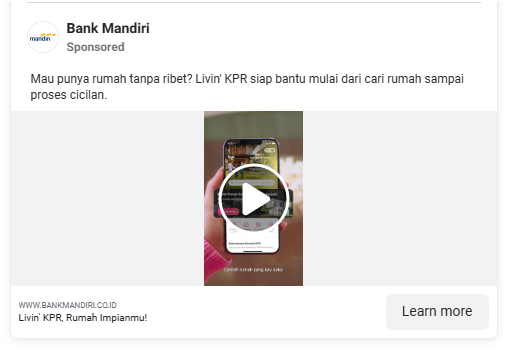 mandiri
Bank Mandiri
Sponsored
Mau punya rumah tanpa ribet? Livin' KPR siap bantu mulai dari cari rumah sampai
proses cicilan.
WWW.BANKMANDIRI.CO.ID
Livin' KPR, Rumah Impianmu!
Learn more